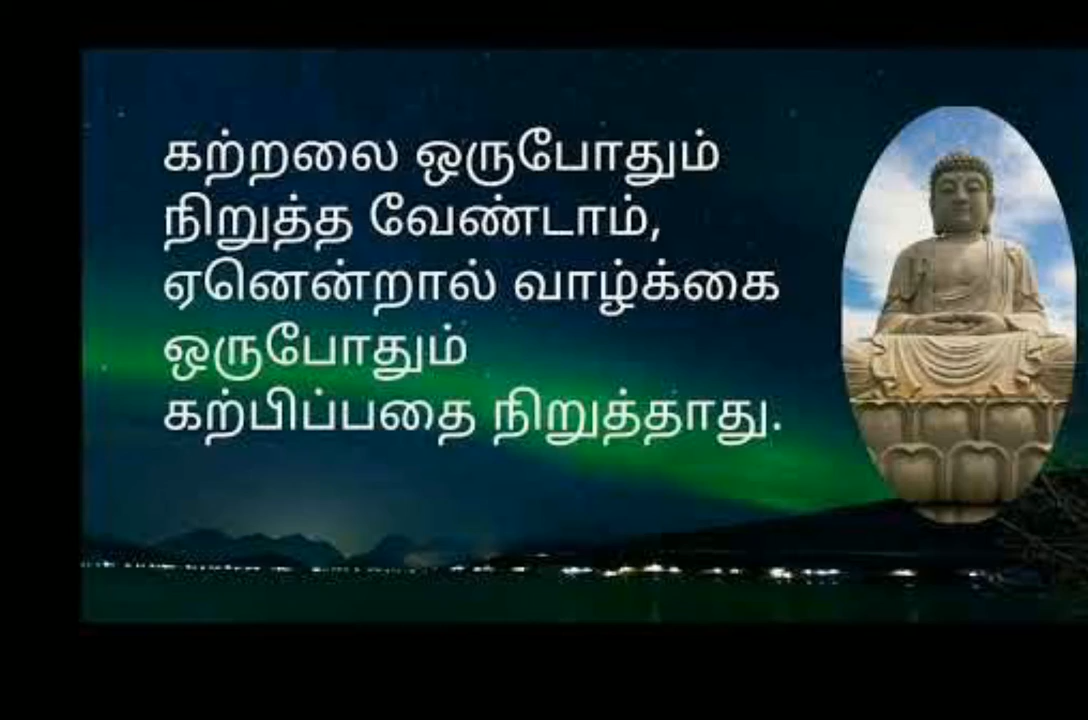 கற்றலை ஒருபோதும்
நிறுத்த வேண்டாம்,
ஏனென்றால் வாழ்க்கை
ஒருபோதும்
கற்பிப்பதை நிறுத்தாது.